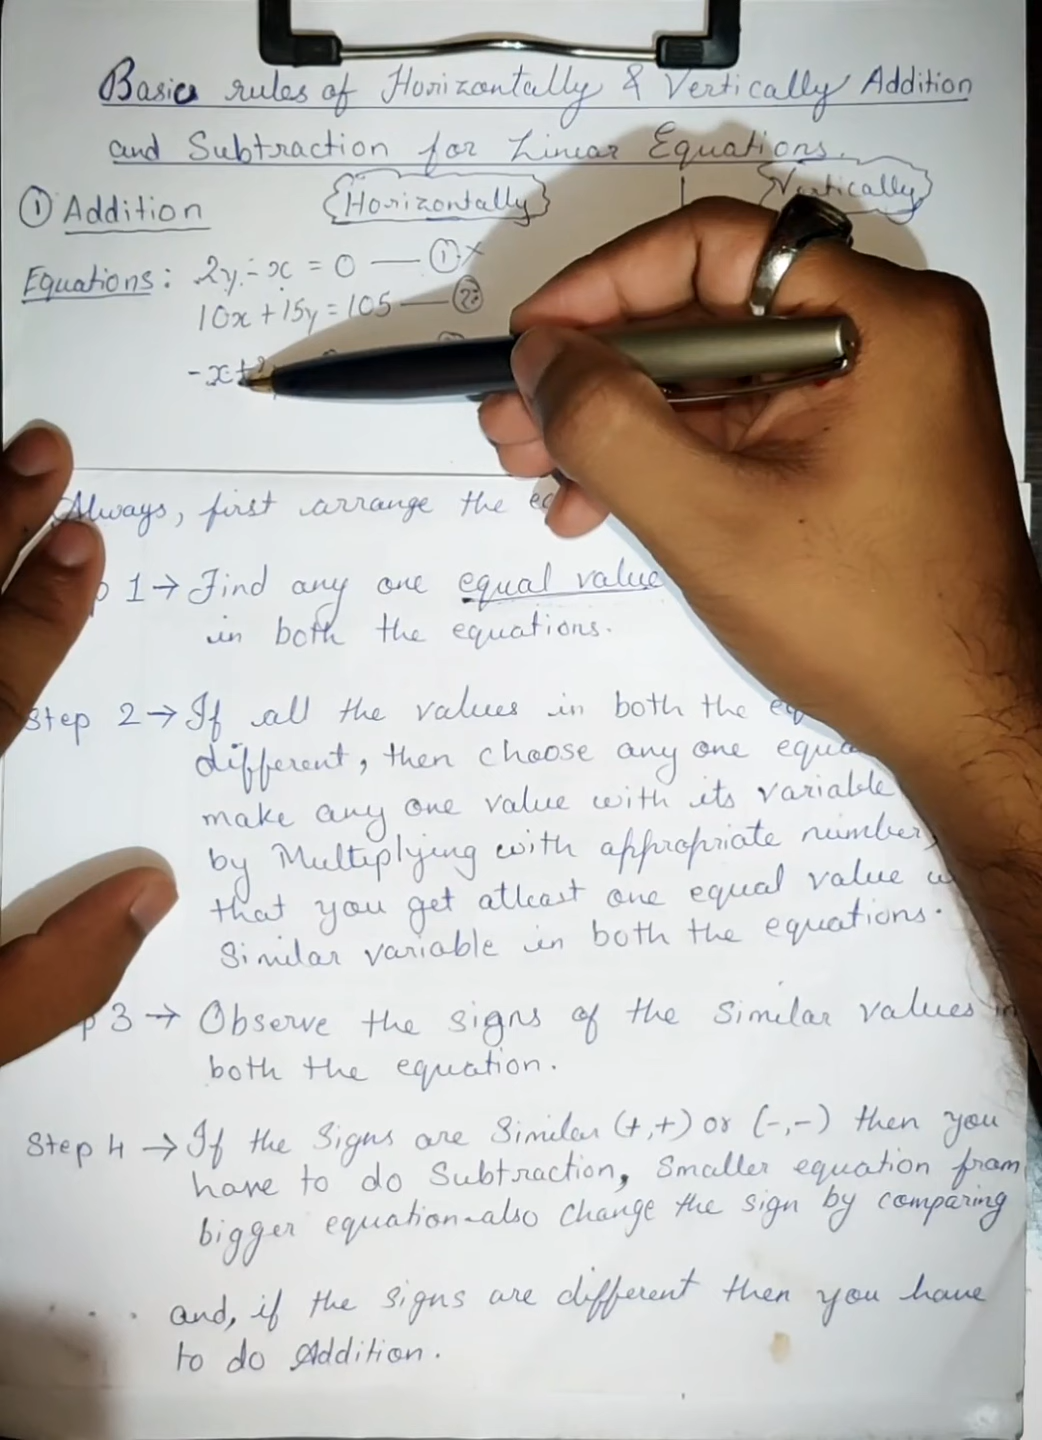 Basics rules of Horizontally & Vertically Addition
and Subtraction for Linear Equations.
① Addition
Horizontally
Vertically
Equations: 2y - x = 0 — ①
10x + 15y = 105 — ②
-x +
Always, first arrange the
1 → Find any one equal value
in both the equations.
Step 2 → If all the values in both the
different, then choose any one
make any one value with its variable
by Multiplying with appropriate number,
that you get atleast one equal value
Similar variable in both the equations.
3 → Observe the signs of the similar values in
both the equation.
Step 4 → If the Signs are Similar (+,+) or (-,-) then you
have to do Subtraction, Smaller equation from
bigger equation-also change the sign by comparing
and, if the signs are different then you have
to do Addition.